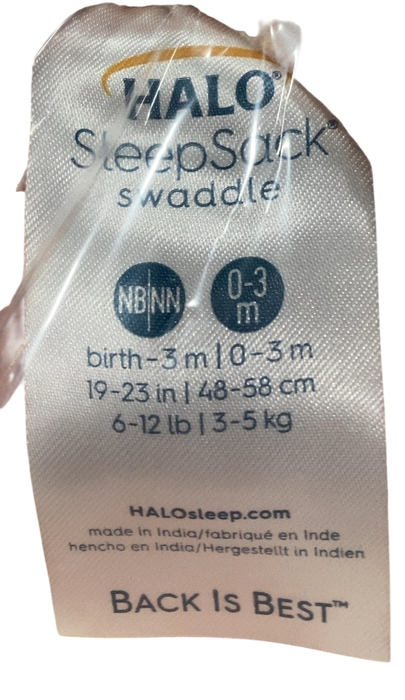 HALO®
SleepSack®
swaddle
NB|NN
0-3
m
birth-3 m | 0-3 m
19-23 in | 48-58 cm
6-12 lb | 3-5 kg
HALOsleep.com
made in India/fabriqué en Inde
hencho en India/Hergestellt in Indien
BACK IS BEST™